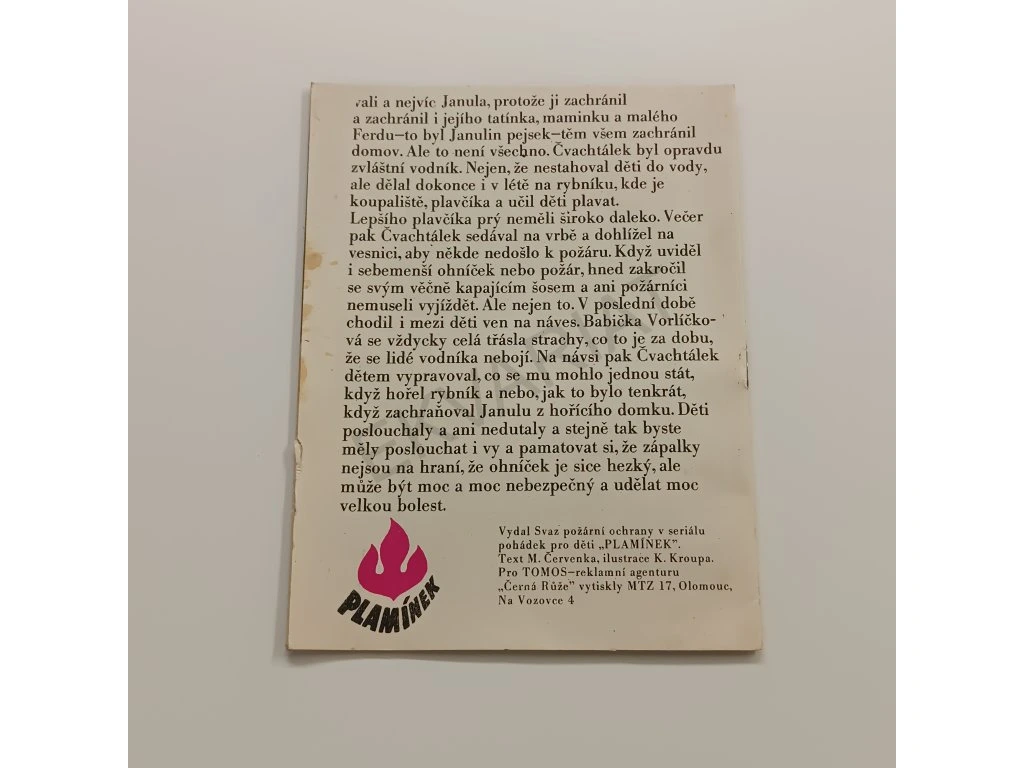 vali a nejvíc Janula, protože ji zachránil
a zachránil i jejího tatínka, maminku a malého
Ferdu—to byl Janulin pejsek—těm všem zachránil
domov. Ale to není všechno. Čvachtálek byl opravdu
zvláštní vodník. Nejen, že nestahoval děti do vody,
ale dělal dokonce i v létě na rybníku, kde je
koupaliště, plavčíka a učil děti plavat.
Lepšího plavčíka prý neměli široko daleko. Večer
pak Čvachtálek sedával na vrbě a dohlížel na
vesnici, aby někde nedošlo k požáru. Když uviděl
i sebemenší ohníček nebo požár, hned zakročil
se svým věčně kapajícím šosem a ani požárníci
nemuseli vyjíždět. Ale nejen to. V poslední době
chodil i mezi děti ven na náves. Babička Vorlíčko-
vá se vždycky celá třásla strachy, co to je za dobu,
že se lidé vodníka nebojí. Na návsi pak Čvachtálek
dětem vypravoval, co se mu mohlo jednou stát,
když hořel rybník a nebo, jak to bylo tenkrát,
když zachraňoval Janulu z hořícího domku. Děti
poslouchaly a ani nedutaly a stejně tak byste
měly poslouchat i vy a pamatovat si, že zápalky
nejsou na hraní, že ohníček je sice hezký, ale
může být moc a moc nebezpečný a udělat moc
velkou bolest.
PLAMÍNEK
Vydal Svaz požární ochrany v seriálu
pohádek pro děti „PLAMÍNEK".
Text M. Červenka, ilustrace K. Kroupa.
Pro TOMOS—reklamní agenturu
„Černá Růže" vytiskly MTZ 17, Olomouc,
Na Vozovce 4